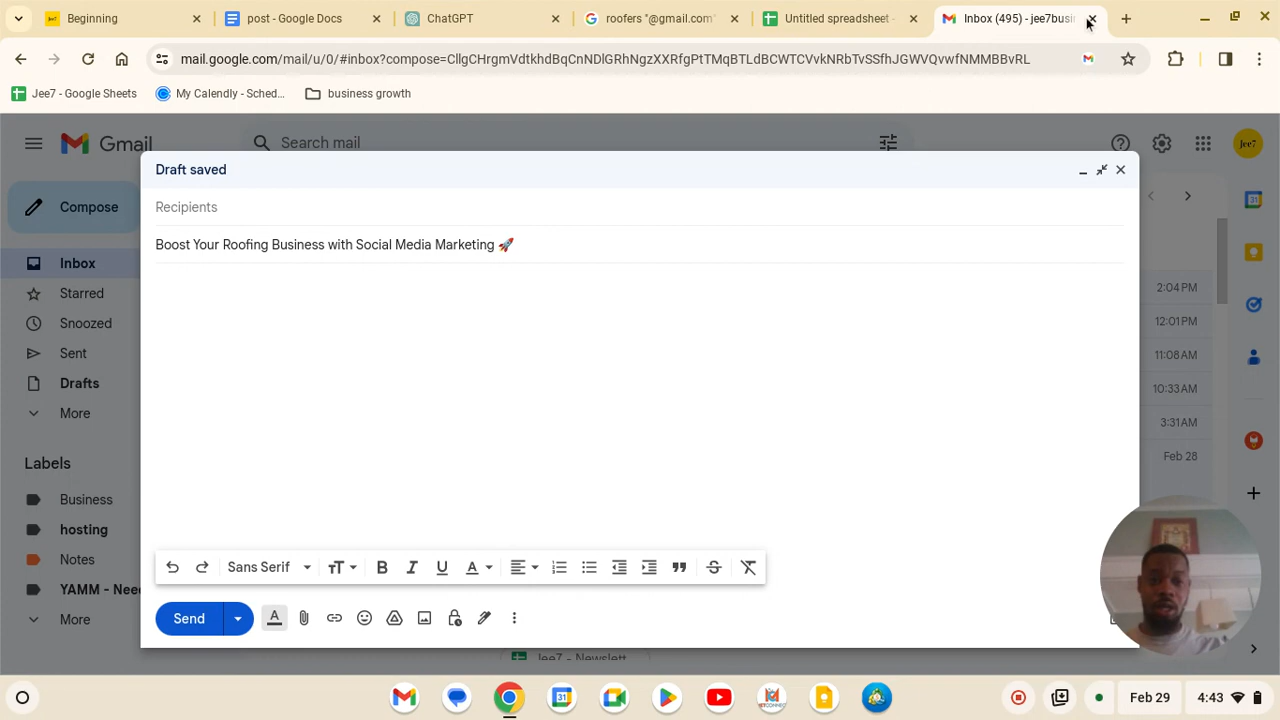 Beginning
post - Google Docs
ChatGPT
roofers "@gmail.com"
Untitled spreadsheet -
Inbox (495) - jee7busi
mail.google.com/mail/u/0/#inbox?compose=CllgCHrgmVdtkhdBqCnNDlGRhNgzXXRfgPtTMqBTLdBCWTCVvkNRbTvSSfhJGWVQvwfNMMBBvRL
Jee7 - Google Sheets
My Calendly - Sched...
business growth
Gmail
Search mail
Jee7
Draft saved
Compose
Recipients
Boost Your Roofing Business with Social Media Marketing 🚀
Inbox
Starred
Snoozed
Sent
Drafts
More
2:04 PM
12:01 PM
11:08 AM
10:33 AM
3:31 AM
Feb 28
Labels
Business
hosting
Notes
YAMM - Nee
More
Sans Serif
Send
Jee7 - Newslett
Feb 29
4:43